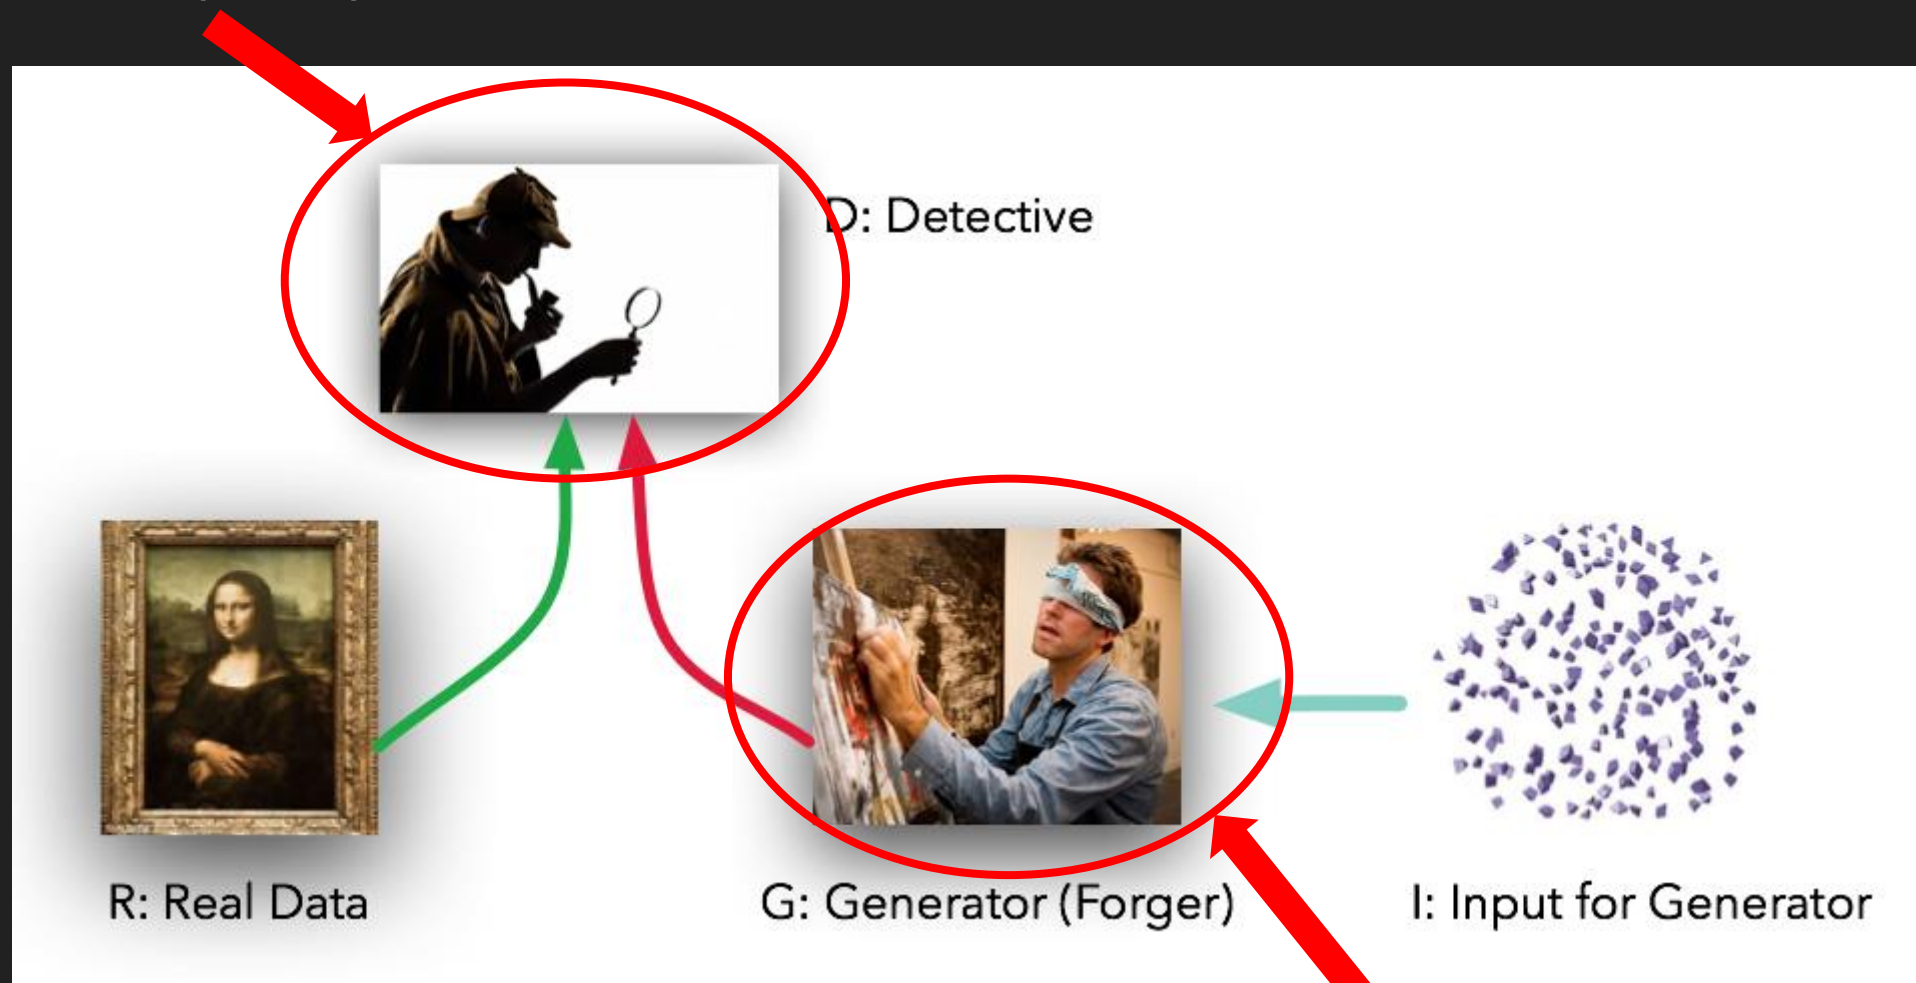 D: Detective
R: Real Data
G: Generator (Forger)
I: Input for Generator